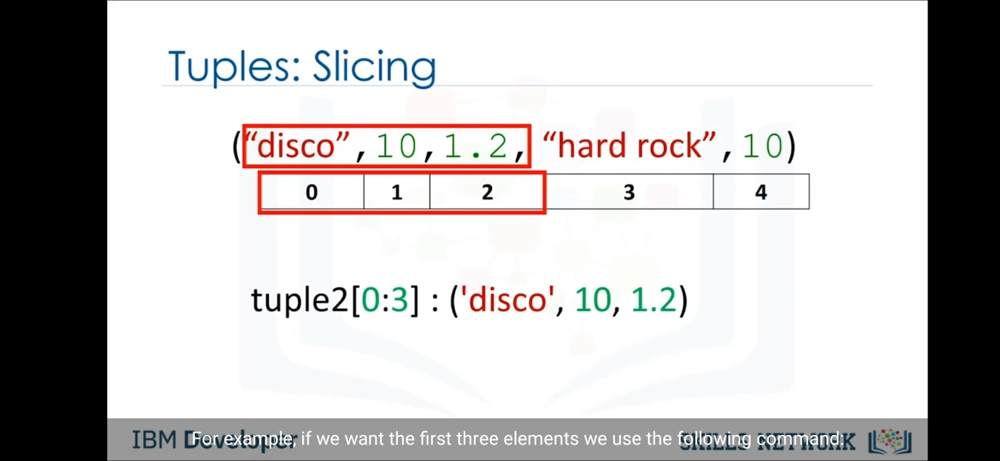 Tuples: Slicing
(“disco”, 10, 1.2, “hard rock”, 10)
0 1 2 3 4
tuple2[0:3] : ('disco', 10, 1.2)
For example, if we want the first three elements we use the following command:
IBM Developer
SKILLS NETWORK